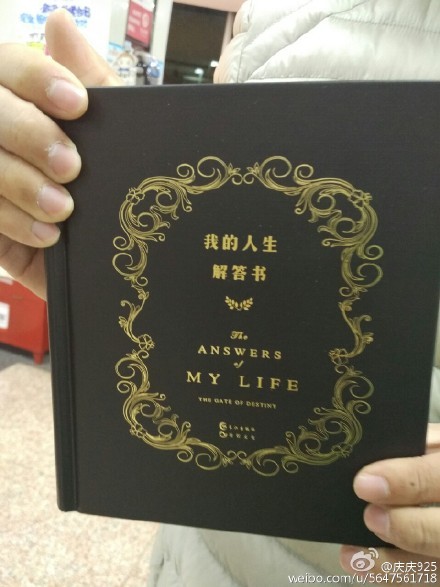 我的人生
解答书
The
ANSWERS
of
MY LIFE
THE GATE OF DESTINY
@庆庆925
weibo.com/u/5647561718